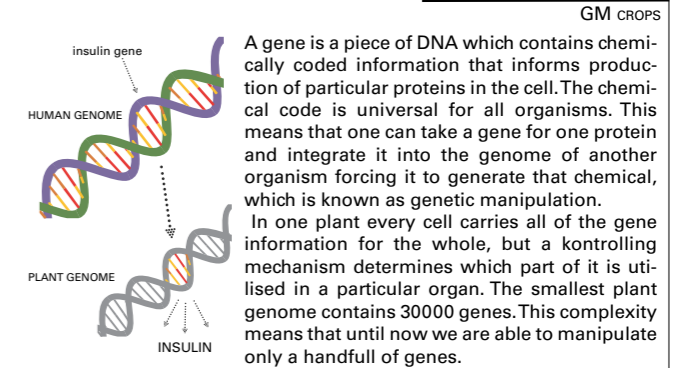 GM CROPS
insulin gene
HUMAN GENOME
PLANT GENOME
INSULIN
A gene is a piece of DNA which contains chemi-
cally coded information that informs produc-
tion of particular proteins in the cell. The chemi-
cal code is universal for all organisms. This
means that one can take a gene for one protein
and integrate it into the genome of another
organism forcing it to generate that chemical,
which is known as genetic manipulation.
In one plant every cell carries all of the gene
information for the whole, but a kontrolling
mechanism determines which part of it is uti-
lised in a particular organ. The smallest plant
genome contains 30000 genes. This complexity
means that until now we are able to manipulate
only a handfull of genes.